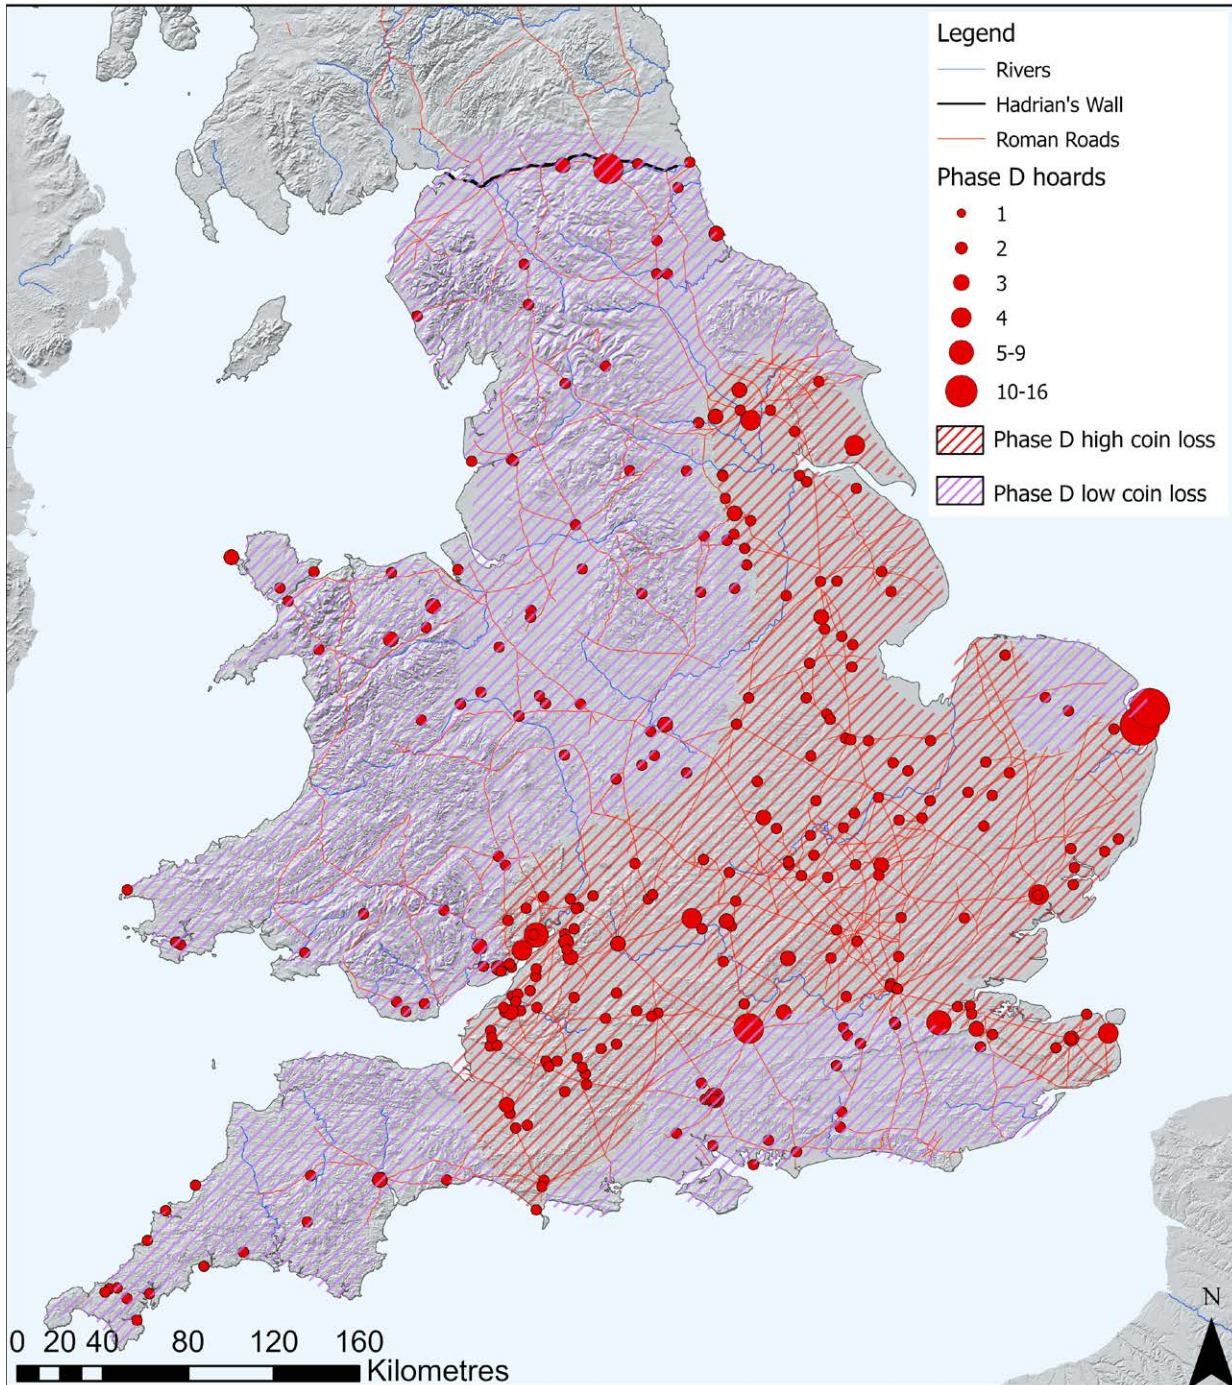 Legend
Rivers
Hadrian's Wall
Roman Roads
Phase D hoards
1
2
3
4
5-9
10-16
Phase D high coin loss
Phase D low coin loss
N
0 20 40 80 120 160
Kilometres